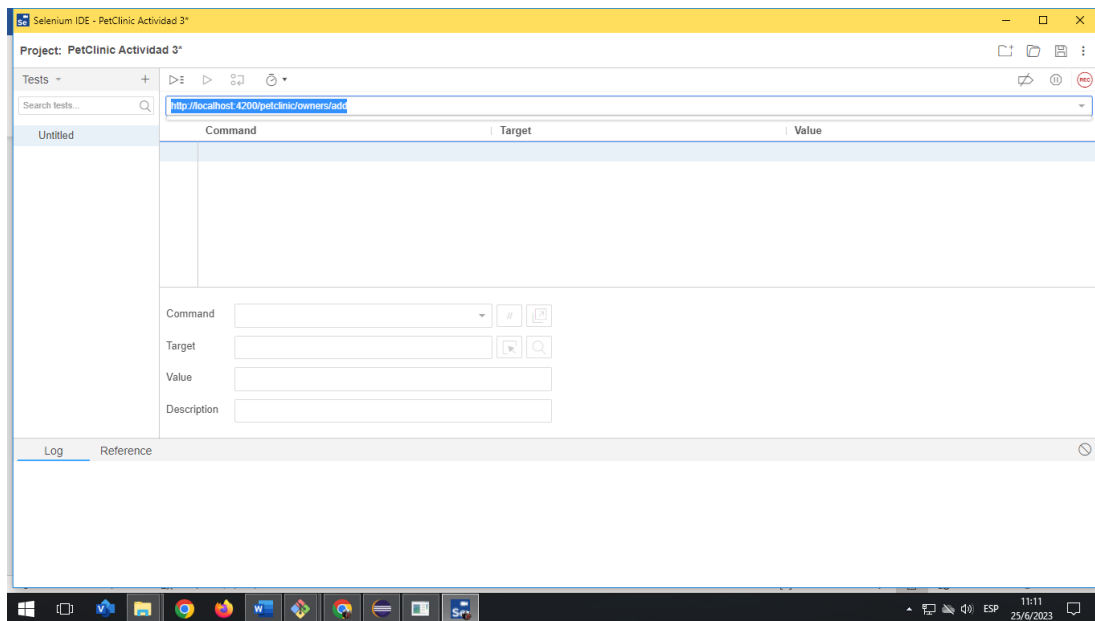 Selenium IDE - PetClinic Actividad 3*
Project: PetClinic Actividad 3*
Tests
REC
Search tests...
http://localhost:4200/petclinic/owners/add
Untitled
Command Target Value
Command
//
Target
Value
Description
Log Reference
ESP
11:11
25/6/2023